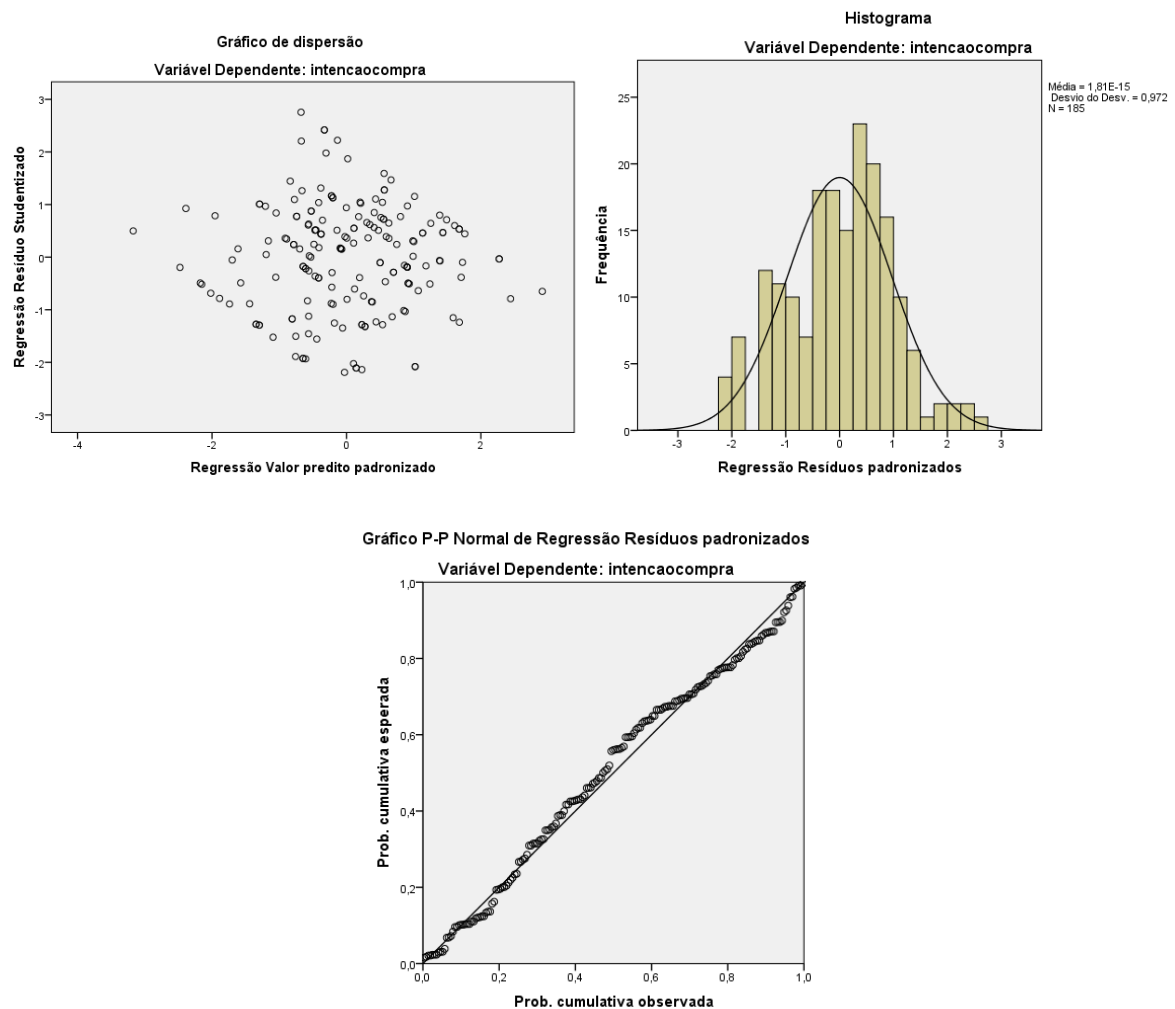 Gráfico de dispersão
Variável Dependente: intencaocompra
Regressão Resíduo Studentizado
3
2
1
0
-1
-2
-3
-4
-2
0
2
Regressão Valor predito padronizado
Histograma
Variável Dependente: intencaocompra
Média = 1,81E-15
Desvio do Desv. = 0,972
N = 185
Frequência
25
20
15
10
5
0
-3
-2
-1
0
1
2
3
Regressão Resíduos padronizados
Gráfico P-P Normal de Regressão Resíduos padronizados
Variável Dependente: intencaocompra
Prob. cumulativa esperada
1,0
0,8
0,6
0,4
0,2
0,0
0,0
0,2
0,4
0,6
0,8
1,0
Prob. cumulativa observada